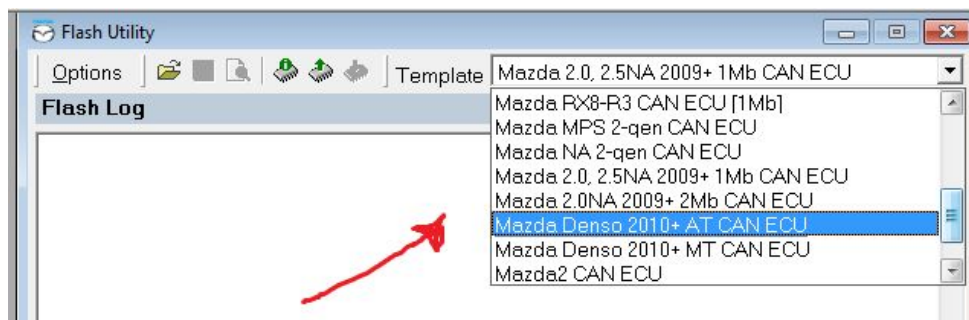 Flash Utility
Options Template Mazda 2.0, 2.5NA 2009+ 1Mb CAN ECU
Flash Log
Mazda RX8-R3 CAN ECU [1Mb]
Mazda MPS 2-gen CAN ECU
Mazda NA 2-gen CAN ECU
Mazda 2.0, 2.5NA 2009+ 1Mb CAN ECU
Mazda 2.0NA 2009+ 2Mb CAN ECU
Mazda Denso 2010+ AT CAN ECU
Mazda Denso 2010+ MT CAN ECU
Mazda2 CAN ECU